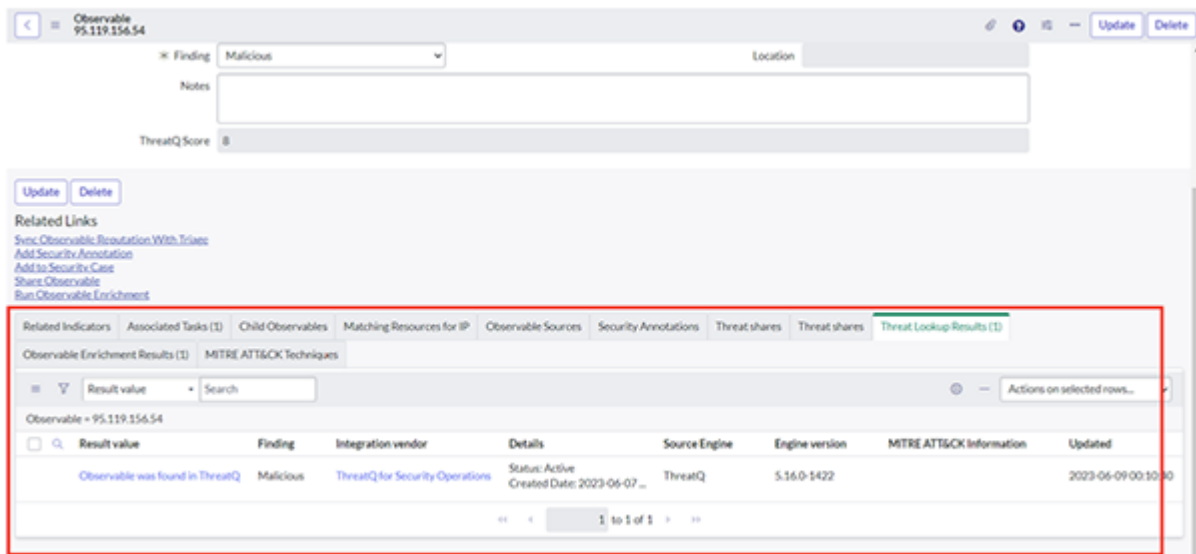 Observable
95.119.156.54
Update Delete
Finding Malicious Location
Notes
ThreatQ Score 8
Update Delete
Related Links
Sync Observable Reputation With Triage
Add Security Annotation
Add to Security Case
Share Observable
Run Observable Enrichment
Related Indicators Associated Tasks (1) Child Observables Matching Resources for IP Observable Sources Security Annotations Threat shares Threat shares Threat Lookup Results (1)
Observable Enrichment Results (1) MITRE ATT&CK Techniques
Result value Search Actions on selected rows...
Observable = 95.119.156.54
Result value Finding Integration vendor Details Source Engine Engine version MITRE ATT&CK Information Updated
Observable was found in ThreatQ Malicious ThreatQ for Security Operations Status: Active ThreatQ 5.16.0-1422 2023-06-09 00:10:40
Created Date: 2023-06-07 ...
1 to 1 of 1